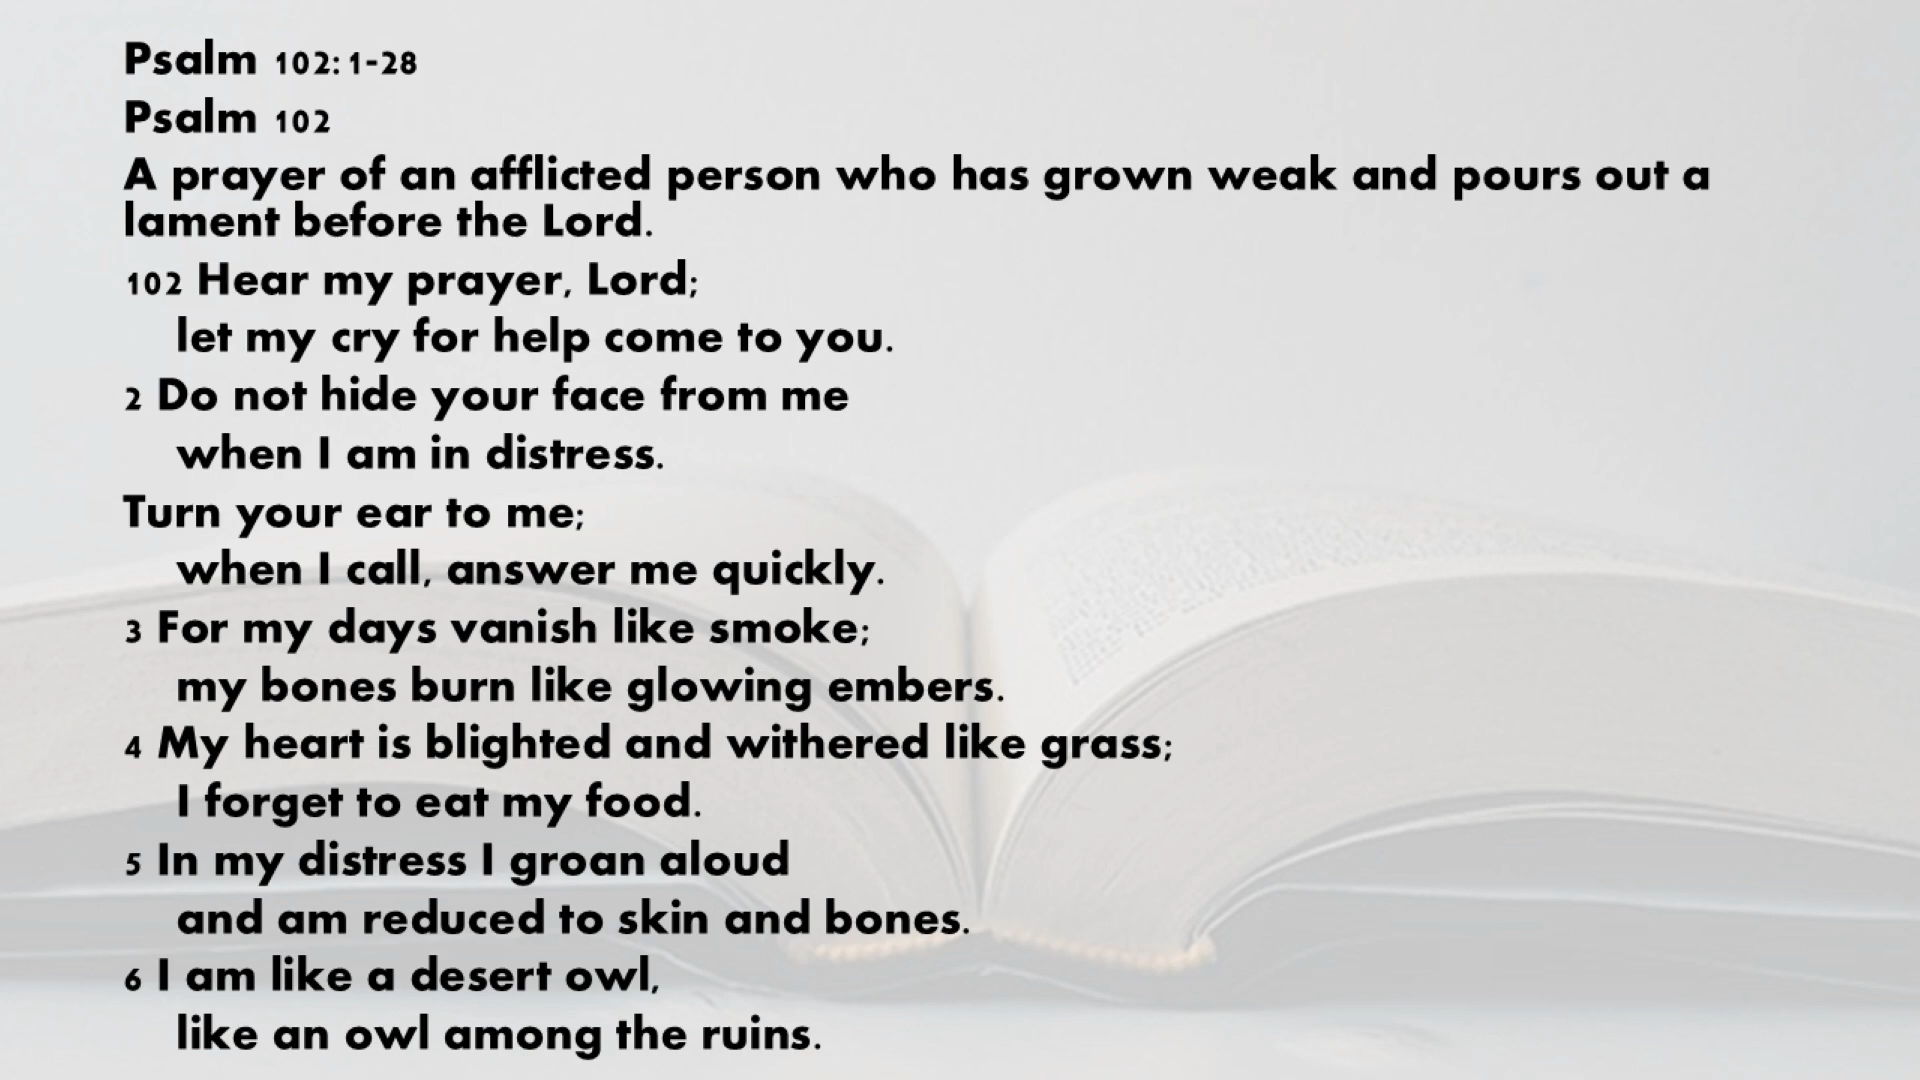 Psalm 102:1-28
Psalm 102
A prayer of an afflicted person who has grown weak and pours out a
lament before the Lord.
102 Hear my prayer, Lord;
let my cry for help come to you.
2 Do not hide your face from me
when I am in distress.
Turn your ear to me;
when I call, answer me quickly.
3 For my days vanish like smoke;
my bones burn like glowing embers.
4 My heart is blighted and withered like grass;
I forget to eat my food.
5 In my distress I groan aloud
and am reduced to skin and bones.
6 I am like a desert owl,
like an owl among the ruins.